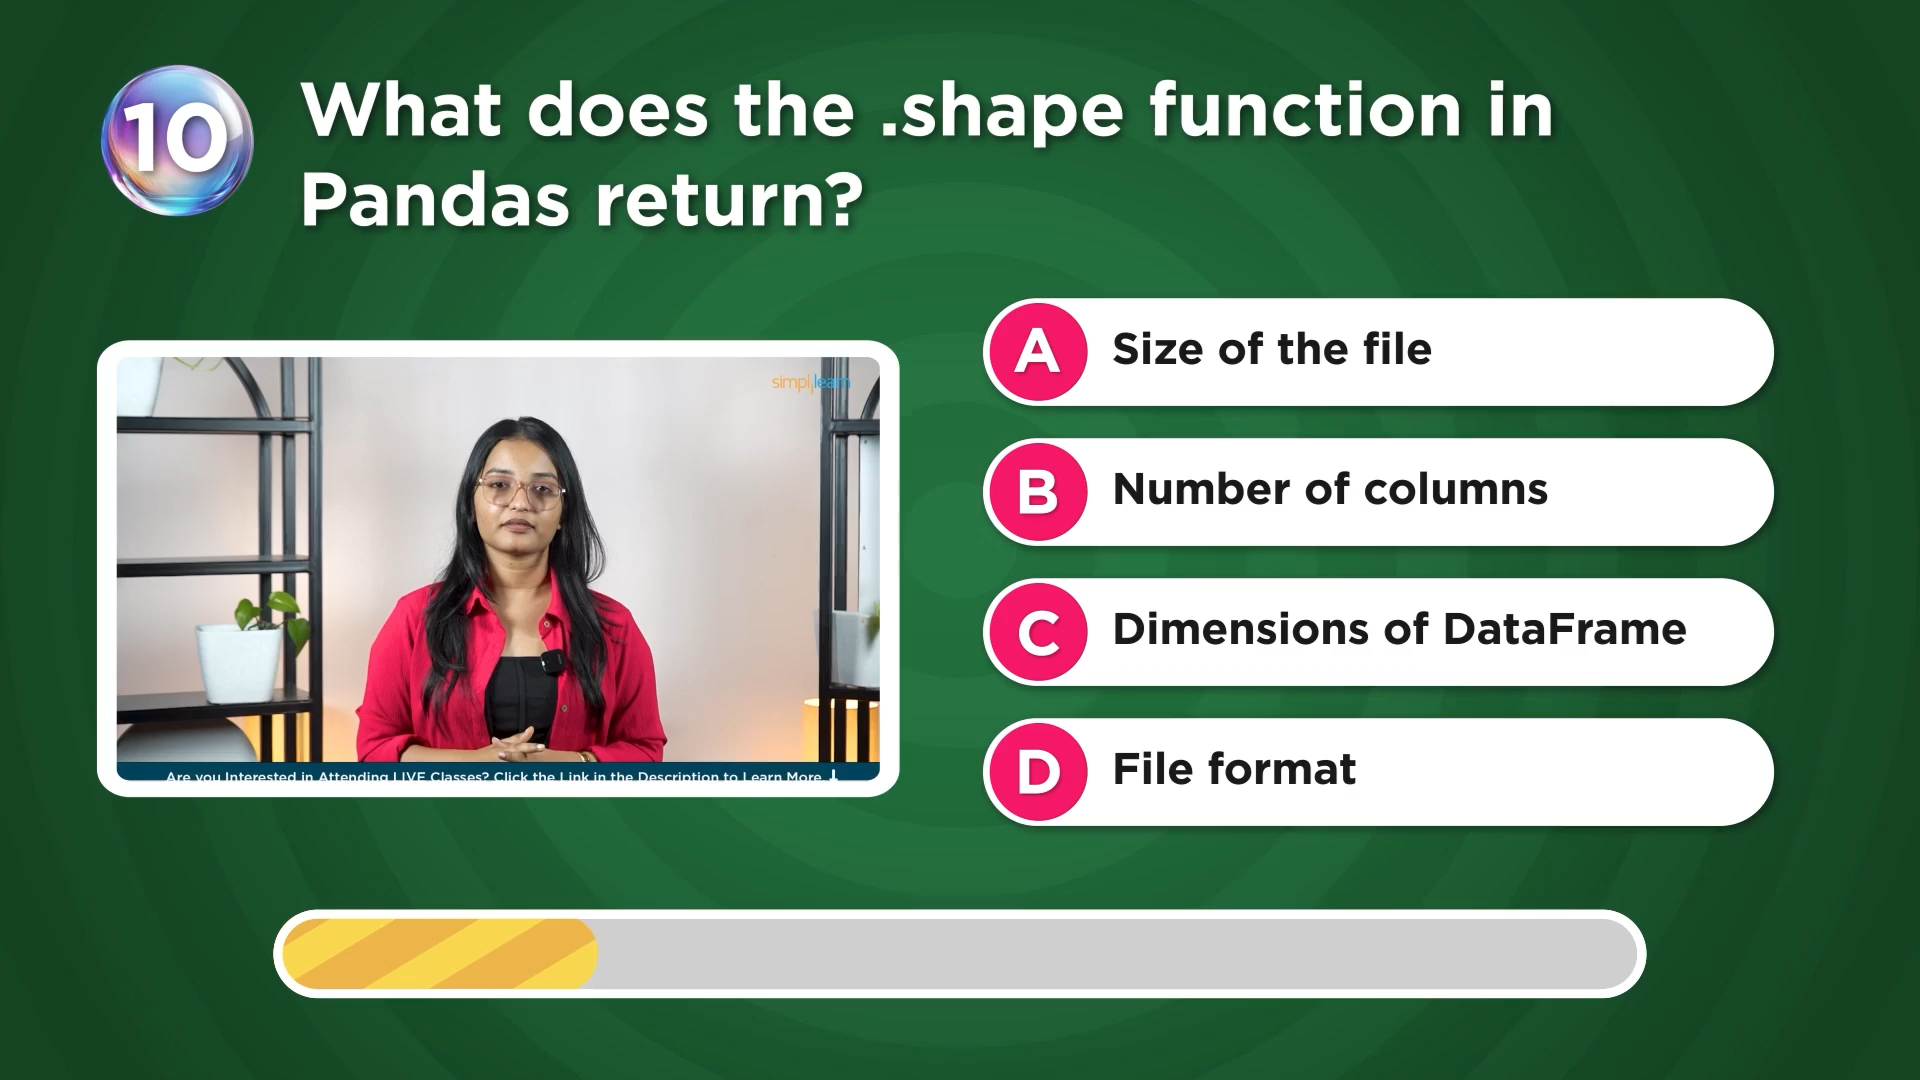 10
What does the .shape function in
Pandas return?
A Size of the file
B Number of columns
C Dimensions of DataFrame
D File format
simplilearn
Are you Interested in Attending LIVE Classes? Click the Link in the Description to Learn More